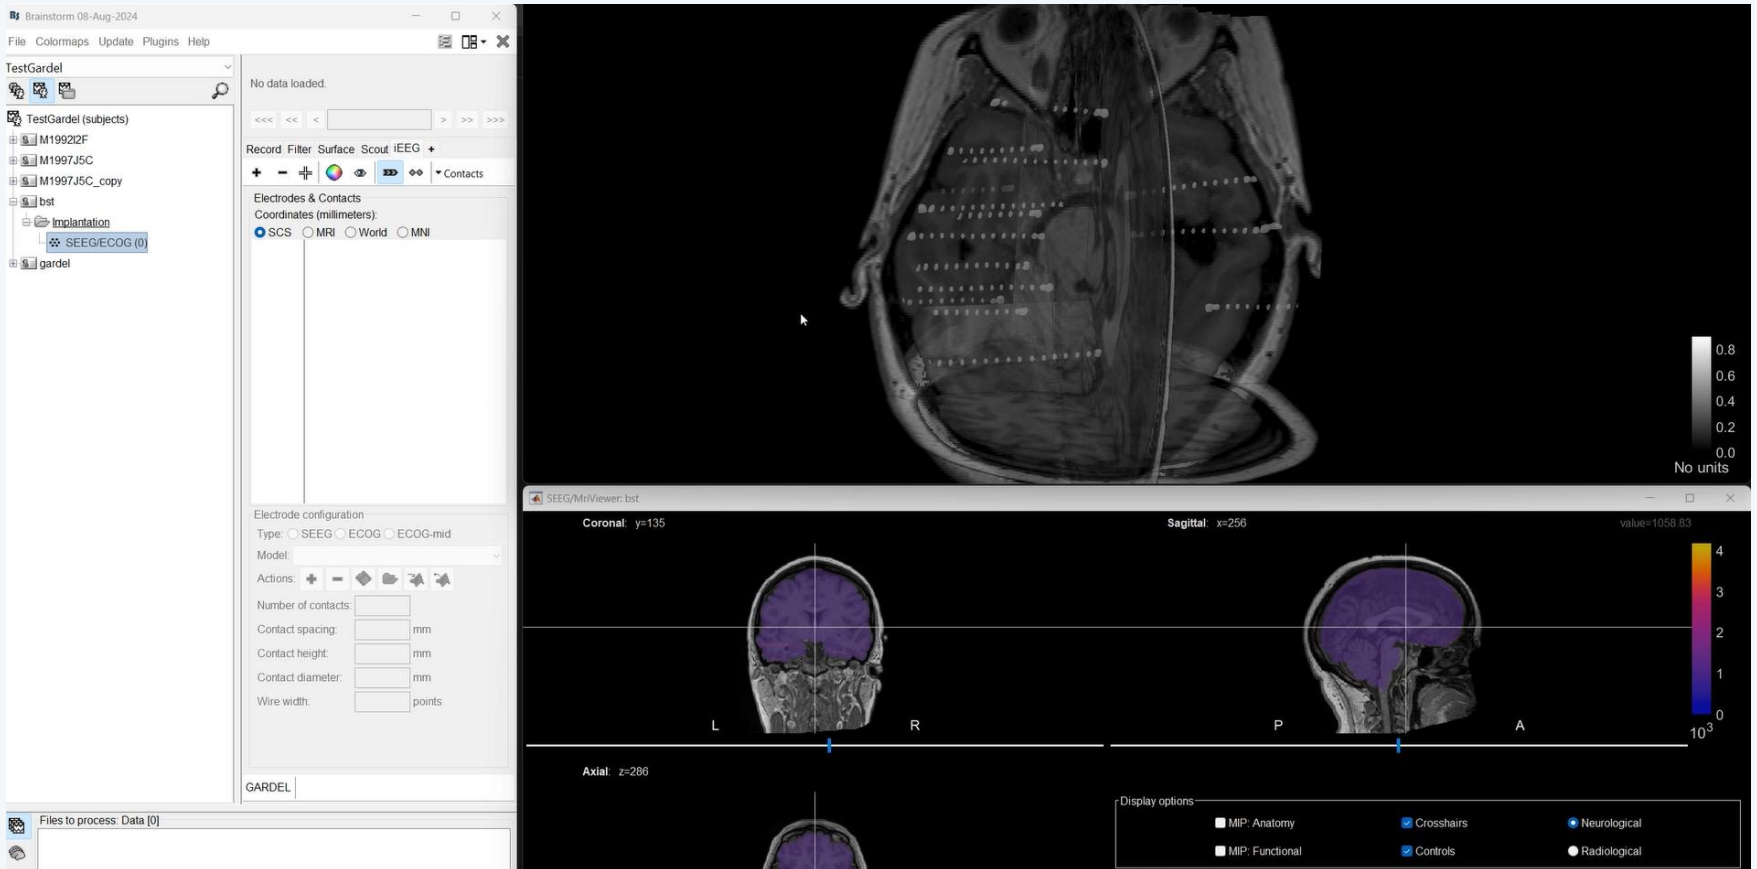 Brainstorm 08-Aug-2024
File Colormaps Update Plugins Help
TestGardel
TestGardel (subjects)
M1992I2F
M1997J5C
M1997J5C_copy
bst
Implantation
SEEG/ECOG (0)
gardel
No data loaded.
<<< << < > >> >>>
Record Filter Surface Scout iEEG +
Contacts
Electrodes & Contacts
Coordinates (millimeters):
SCS MRI World MNI
Electrode configuration
Type: SEEG ECOG ECOG-mid
Model:
Actions:
Number of contacts:
Contact spacing: mm
Contact height: mm
Contact diameter: mm
Wire width: points
GARDEL
Files to process: Data [0]
0.8
0.6
0.4
0.2
0.0
No units
SEEG/MriViewer: bst
Coronal: y=135
Sagittal: x=256
value=1058.83
4
3
2
1
0
10^3
L R
P A
Axial: z=286
Display options
MIP: Anatomy Crosshairs Neurological
MIP: Functional Controls Radiological